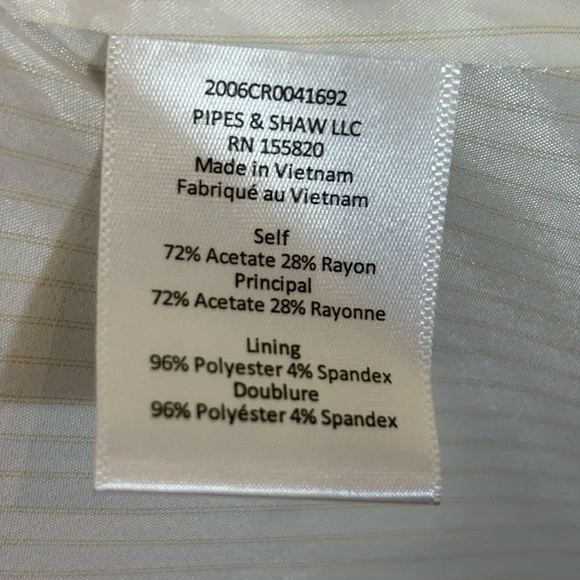 2006CR0041692
PIPES & SHAW LLC
RN 155820
Made in Vietnam
Fabriqué au Vietnam
Self
72% Acetate 28% Rayon
Principal
72% Acetate 28% Rayonne
Lining
96% Polyester 4% Spandex
Doublure
96% Polyéster 4% Spandex